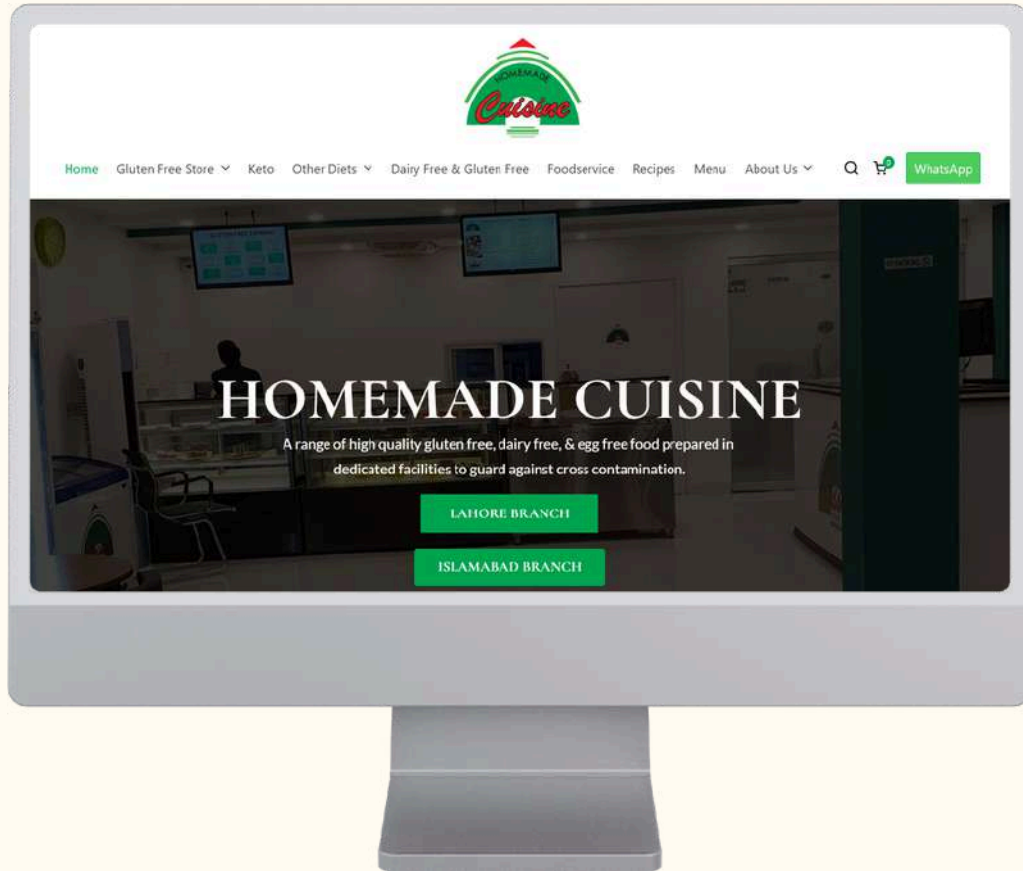 HOMEMADE
Cuisine
Home Gluten Free Store Keto Other Diets Dairy Free & Gluten Free Foodservice Recipes Menu About Us 0 WhatsApp
HOMEMADE CUISINE
A range of high quality gluten free, dairy free, & egg free food prepared in
dedicated facilities to guard against cross contamination.
LAHORE BRANCH
ISLAMABAD BRANCH